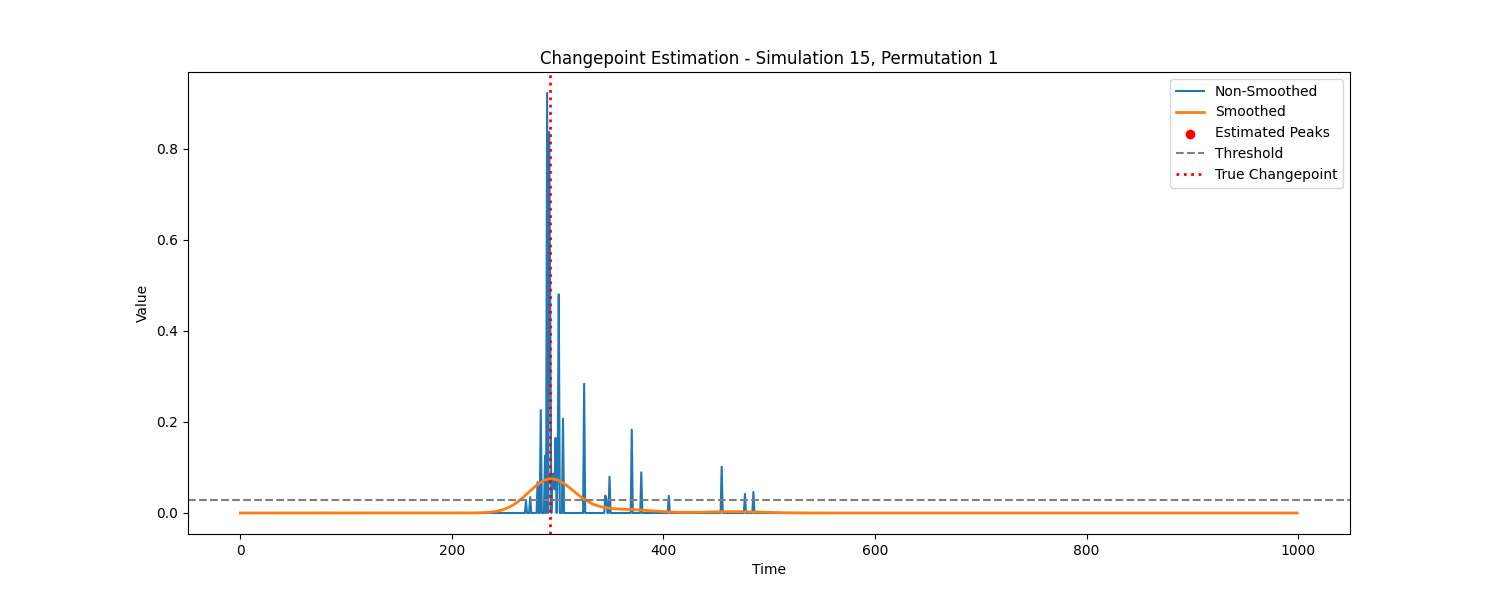 Changepoint Estimation - Simulation 15, Permutation 1
Non-Smoothed
Smoothed
Estimated Peaks
Threshold
True Changepoint
0.8
0.6
0.4
0.2
0.0
Value
0 200 400 600 800 1000
Time